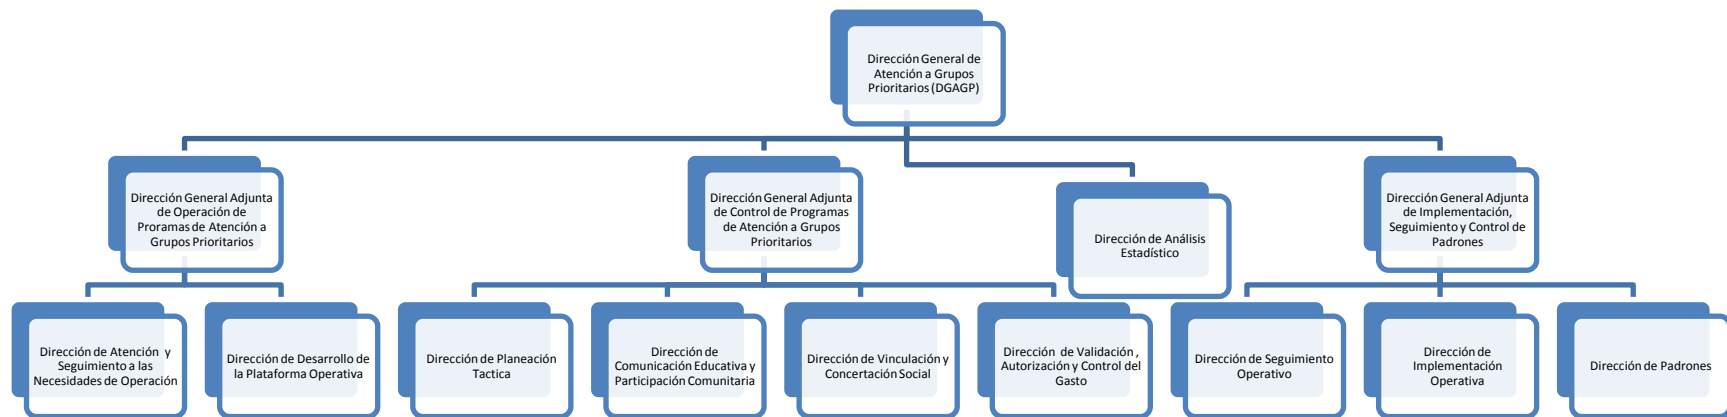 Dirección General de
Atención a Grupos
Prioritarios (DGAGP)
Dirección General Adjunta
de Operación de
Proramas de Atención a
Grupos Prioritarios
Dirección General Adjunta
de Control de Programas
de Atención a Grupos
Prioritarios
Dirección de Análisis
Estadístico
Dirección General Adjunta
de Implementación,
Seguimiento y Control de
Padrones
Dirección de Atención y
Seguimiento a las
Necesidades de Operación
Dirección de Desarrollo de
la Plataforma Operativa
Dirección de Planeación
Tactica
Dirección de
Comunicación Educativa y
Participación Comunitaria
Dirección de Vinculación y
Concertación Social
Dirección de Validación ,
Autorización y Control del
Gasto
Dirección de Seguimiento
Operativo
Dirección de
Implementación
Operativa
Dirección de Padrones